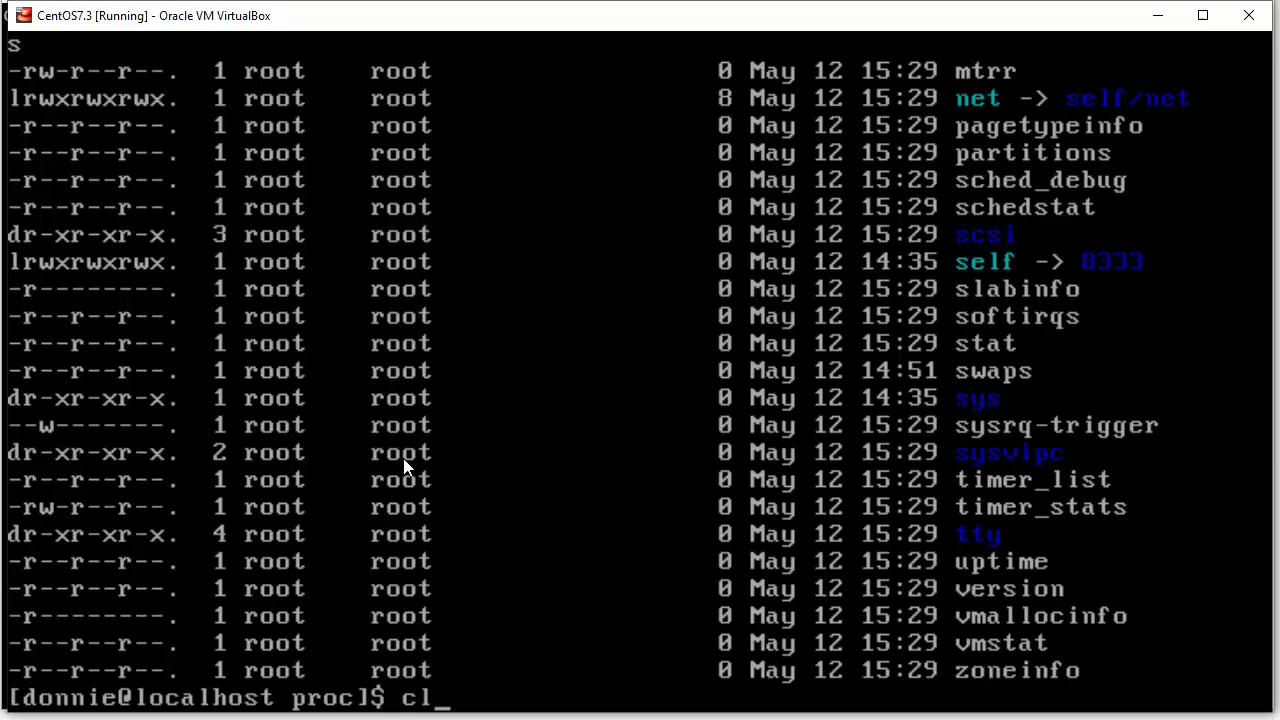 CentOS7.3 [Running] - Oracle VM VirtualBox
s
-rw-r--r--. 1 root root 0 May 12 15:29 mtrr
lrwxrwxrwx. 1 root root 8 May 12 15:29 net -> self/net
-r--r--r--. 1 root root 0 May 12 15:29 pagetypeinfo
-r--r--r--. 1 root root 0 May 12 15:29 partitions
-r--r--r--. 1 root root 0 May 12 15:29 sched_debug
-r--r--r--. 1 root root 0 May 12 15:29 schedstat
dr-xr-xr-x. 3 root root 0 May 12 15:29 scsi
lrwxrwxrwx. 1 root root 0 May 12 14:35 self -> 8333
-r--------. 1 root root 0 May 12 15:29 slabinfo
-r--r--r--. 1 root root 0 May 12 15:29 softirqs
-r--r--r--. 1 root root 0 May 12 15:29 stat
-r--r--r--. 1 root root 0 May 12 14:51 swaps
dr-xr-xr-x. 1 root root 0 May 12 14:35 sys
--w-------. 1 root root 0 May 12 15:29 sysrq-trigger
dr-xr-xr-x. 2 root root 0 May 12 15:29 sysvipc
-r--r--r--. 1 root root 0 May 12 15:29 timer_list
-rw-r--r--. 1 root root 0 May 12 15:29 timer_stats
dr-xr-xr-x. 4 root root 0 May 12 15:29 tty
-r--r--r--. 1 root root 0 May 12 15:29 uptime
-r--r--r--. 1 root root 0 May 12 15:29 version
-r--------. 1 root root 0 May 12 15:29 vmallocinfo
-r--r--r--. 1 root root 0 May 12 15:29 vmstat
-r--r--r--. 1 root root 0 May 12 15:29 zoneinfo
[donnie@localhost proc]$ cl_